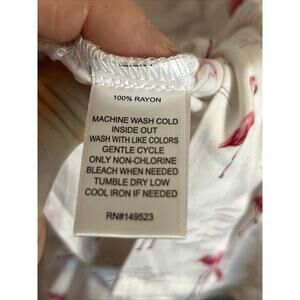 100% RAYON
MACHINE WASH COLD
INSIDE OUT
WASH WITH LIKE COLORS
GENTLE CYCLE
ONLY NON-CHLORINE
BLEACH WHEN NEEDED
TUMBLE DRY LOW
COOL IRON IF NEEDED
RN#149523